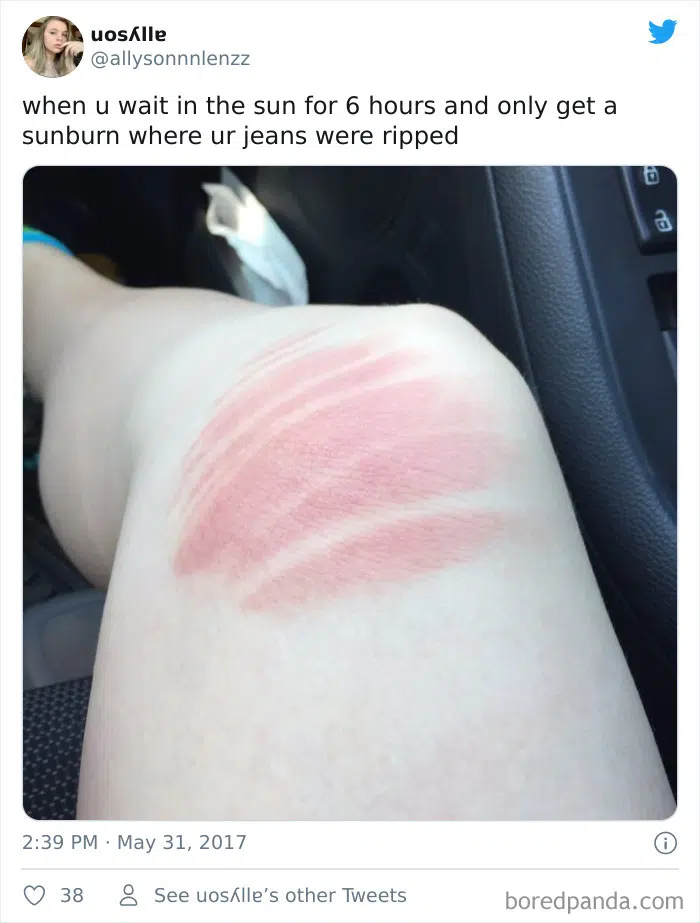 uosʎllɐ
@allysonnnlenzz
when u wait in the sun for 6 hours and only get a
sunburn where ur jeans were ripped
2:39 PM · May 31, 2017
38
See uosʎllɐ’s other Tweets
boredpanda.com